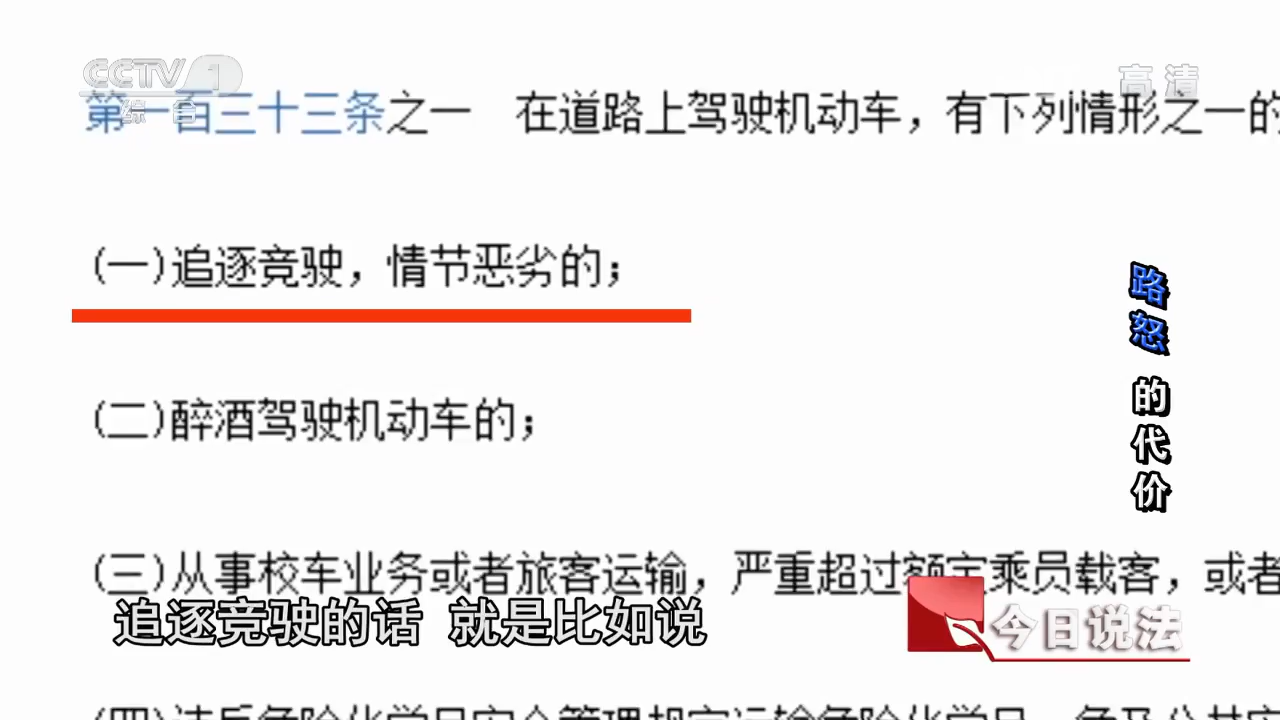 CCTV 1
综合
高清
第一百三十三条之一 在道路上驾驶机动车，有下列情形之一的
(一)追逐竞驶，情节恶劣的；
路怒的代价
(二)醉酒驾驶机动车的；
(三)从事校车业务或者旅客运输，严重超过额定乘员载客，或者
追逐竞驶的话 就是比如说
今日说法